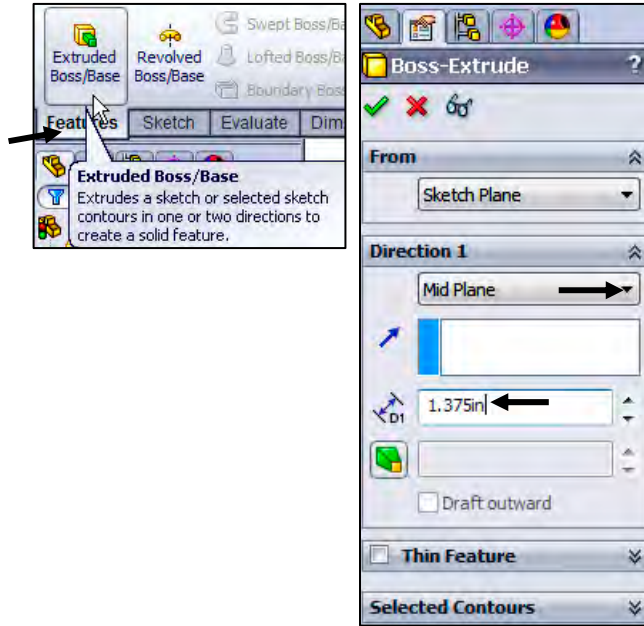 Extruded Boss/Base
Revolved Boss/Base
Swept Boss/Ba
Lofted Boss/B
Boundary Bos
Features Sketch Evaluate Dim
Extruded Boss/Base
Extrudes a sketch or selected sketch
contours in one or two directions to
create a solid feature.
Boss-Extrude ?
From
Sketch Plane
Direction 1
Mid Plane
D1 1.375in
Draft outward
Thin Feature
Selected Contours